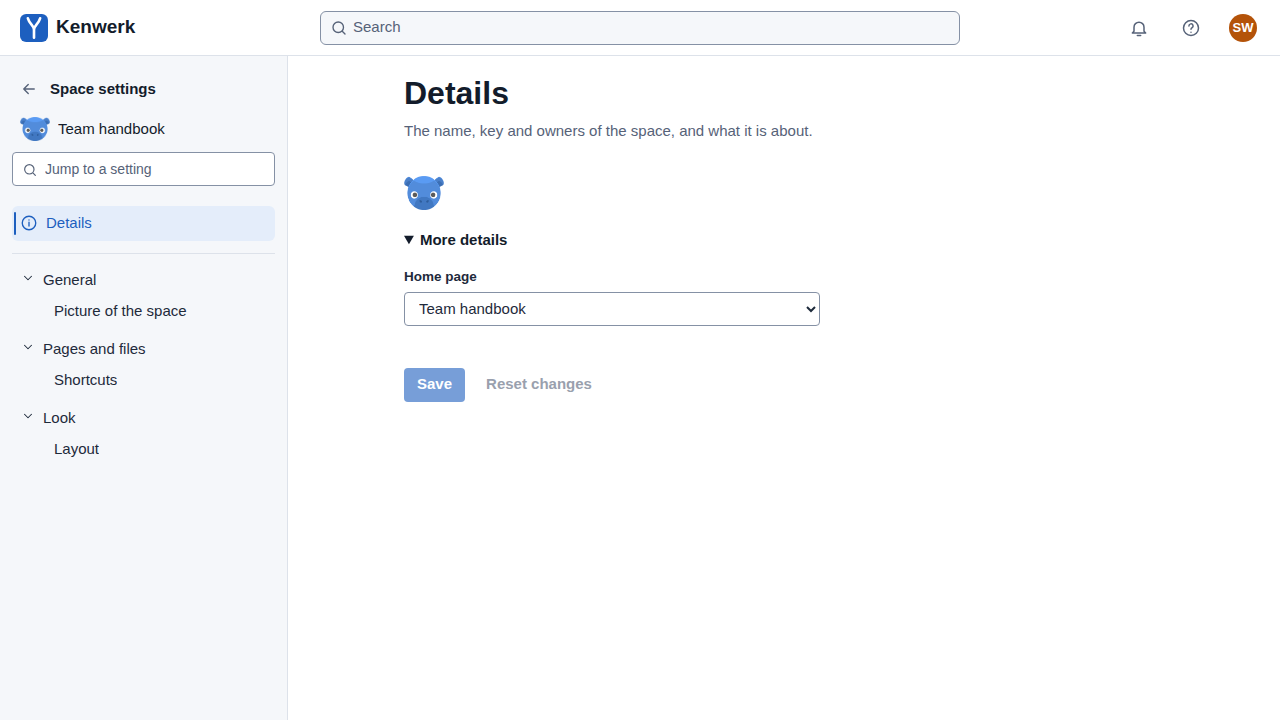 Kenwerk
Search
SW
Space settings
Team handbook
Jump to a setting
Details
General
Picture of the space
Pages and files
Shortcuts
Look
Layout
Details
The name, key and owners of the space, and what it is about.
More details
Home page
Team handbook
Save Reset changes